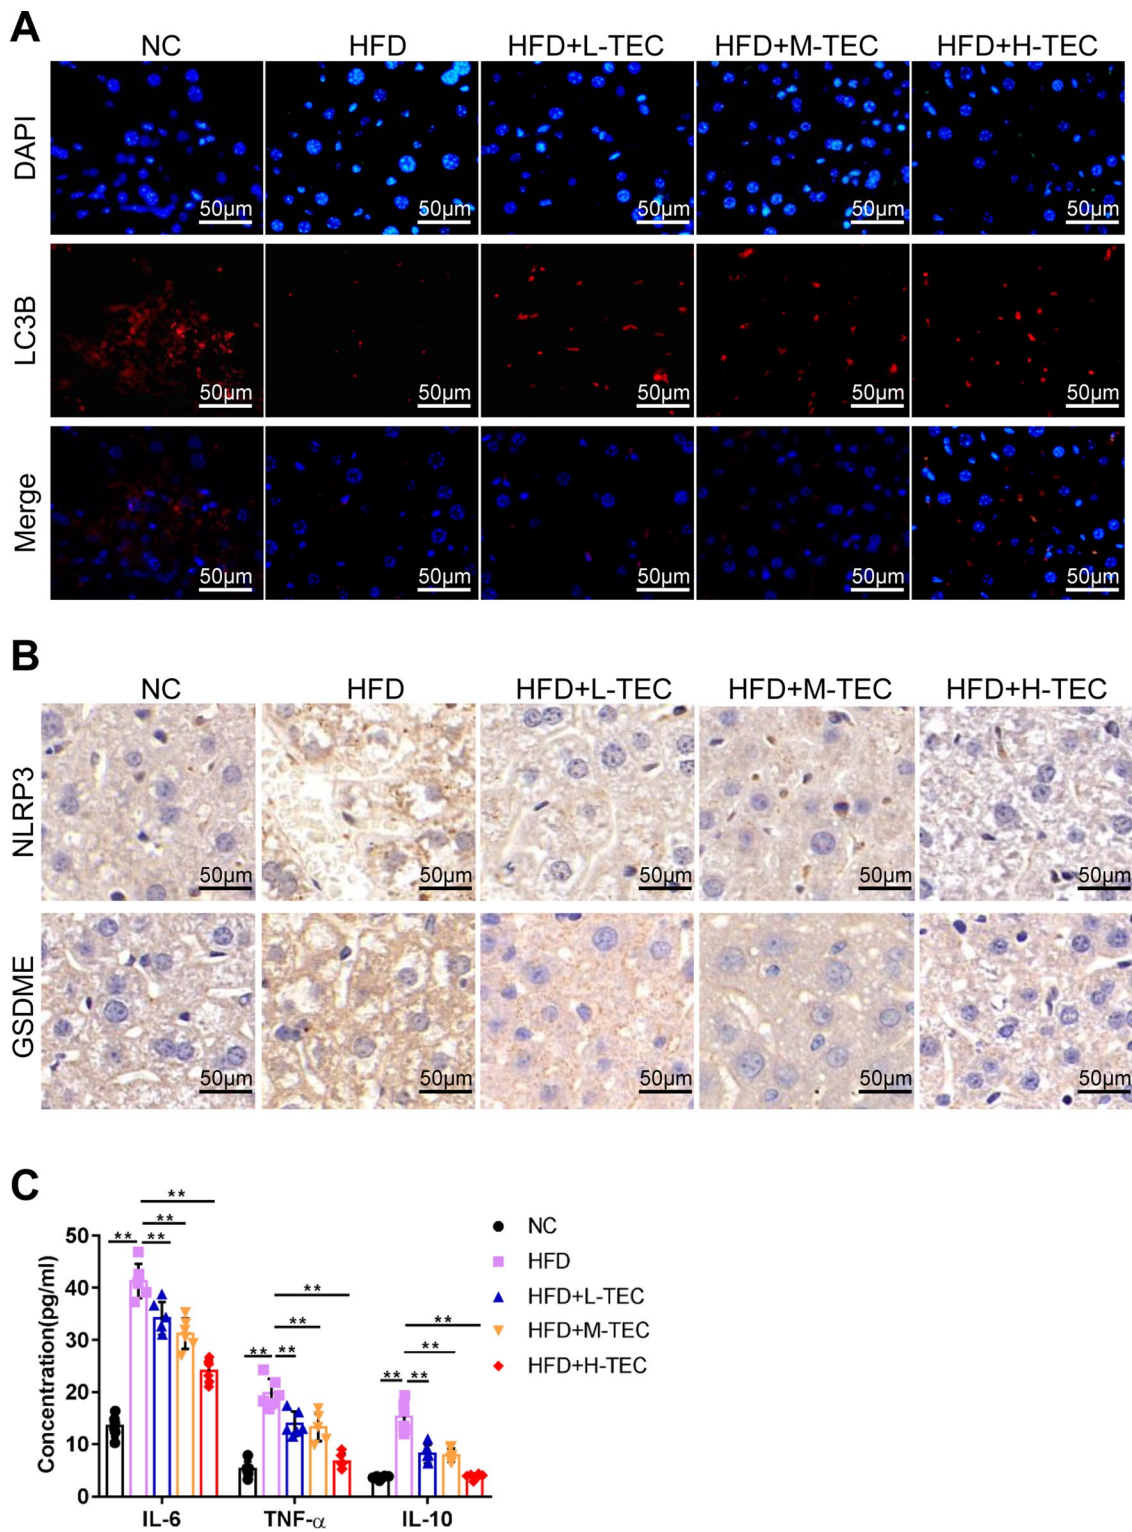 A
NC HFD HFD+L-TEC HFD+M-TEC HFD+H-TEC
DAPI
50μm 50μm 50μm 50μm 50μm
LC3B
50μm 50μm 50μm 50μm 50μm
Merge
50μm 50μm 50μm 50μm 50μm
B
NC HFD HFD+L-TEC HFD+M-TEC HFD+H-TEC
NLRP3
50μm 50μm 50μm 50μm 50μm
GSDME
50μm 50μm 50μm 50μm 50μm
C
Concentration(pg/ml)
50
40
30
20
10
0
** ** ** **
** ** ** **
** ** ** **
IL-6 TNF-α IL-10
NC
HFD
HFD+L-TEC
HFD+M-TEC
HFD+H-TEC